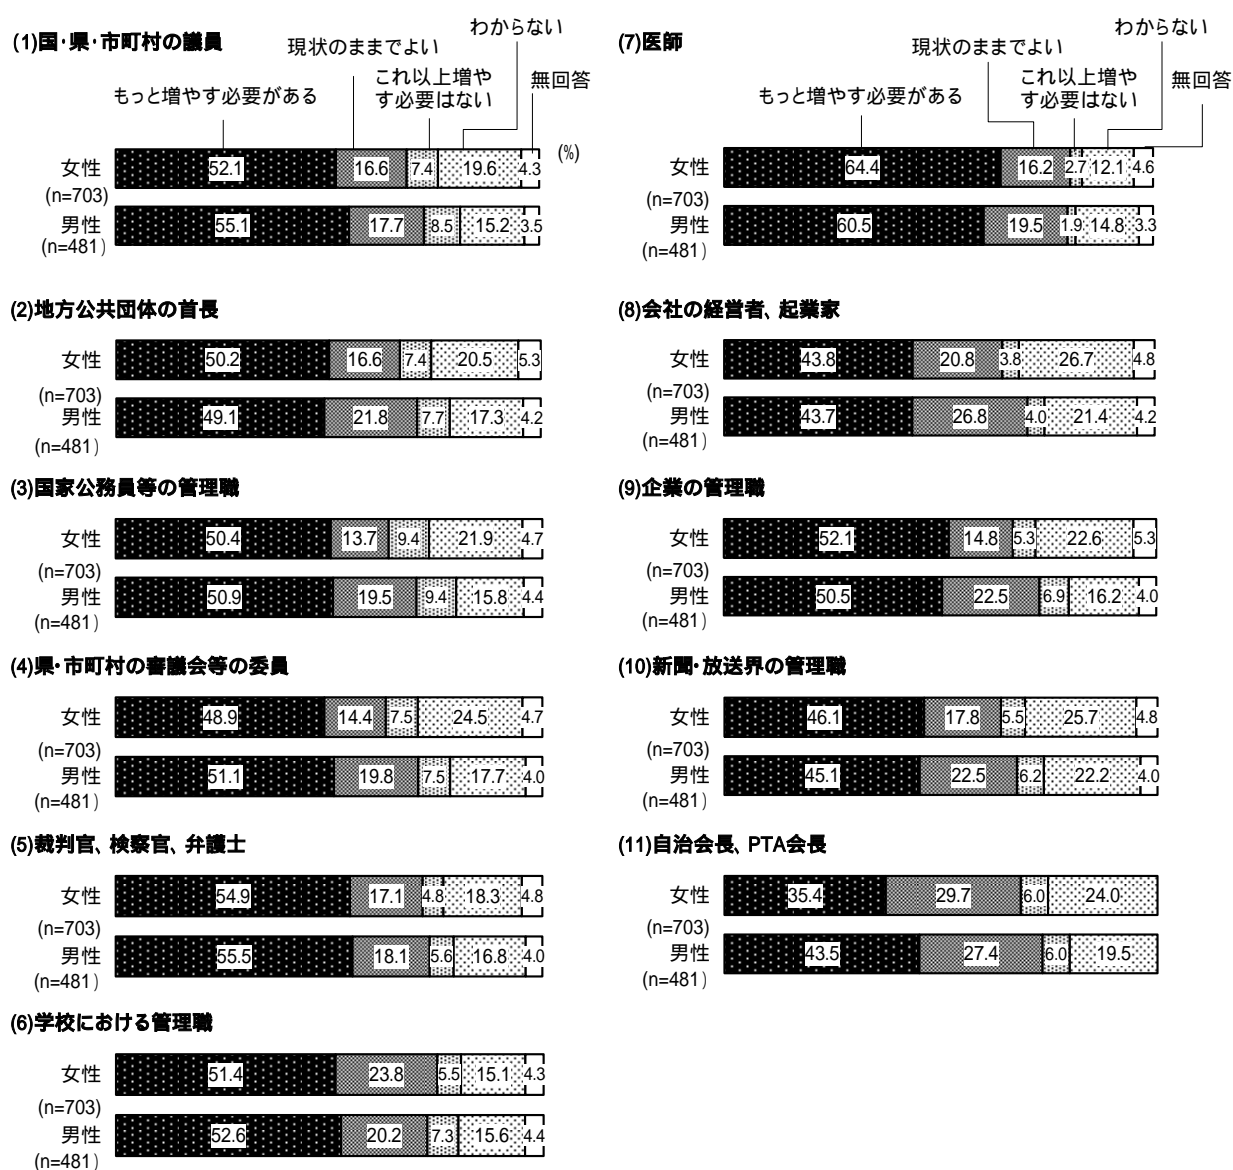 (1)国・県・市町村の議員
わからない
現状のままでよい
これ以上増や
す必要はない
無回答
もっと増やす必要がある
(%)
女性 52.1 16.6 7.4 19.6 4.3
(n=703)
男性 55.1 17.7 8.5 15.2 3.5
(n=481)
(2)地方公共団体の首長
女性 50.2 16.6 7.4 20.5 5.3
(n=703)
男性 49.1 21.8 7.7 17.3 4.2
(n=481)
(3)国家公務員等の管理職
女性 50.4 13.7 9.4 21.9 4.7
(n=703)
男性 50.9 19.5 9.4 15.8 4.4
(n=481)
(4)県・市町村の審議会等の委員
女性 48.9 14.4 7.5 24.5 4.7
(n=703)
男性 51.1 19.8 7.5 17.7 4.0
(n=481)
(5)裁判官、検察官、弁護士
女性 54.9 17.1 4.8 18.3 4.8
(n=703)
男性 55.5 18.1 5.6 16.8 4.0
(n=481)
(6)学校における管理職
女性 51.4 23.8 5.5 15.1 4.3
(n=703)
男性 52.6 20.2 7.3 15.6 4.4
(n=481)
(7)医師
わからない
現状のままでよい
これ以上増や
す必要はない
無回答
もっと増やす必要がある
女性 64.4 16.2 2.7 12.1 4.6
(n=703)
男性 60.5 19.5 1.9 14.8 3.3
(n=481)
(8)会社の経営者、起業家
女性 43.8 20.8 3.8 26.7 4.8
(n=703)
男性 43.7 26.8 4.0 21.4 4.2
(n=481)
(9)企業の管理職
女性 52.1 14.8 5.3 22.6 5.3
(n=703)
男性 50.5 22.5 6.9 16.2 4.0
(n=481)
(10)新聞・放送界の管理職
女性 46.1 17.8 5.5 25.7 4.8
(n=703)
男性 45.1 22.5 6.2 22.2 4.0
(n=481)
(11)自治会長、PTA会長
女性 35.4 29.7 6.0 24.0
(n=703)
男性 43.5 27.4 6.0 19.5
(n=481)